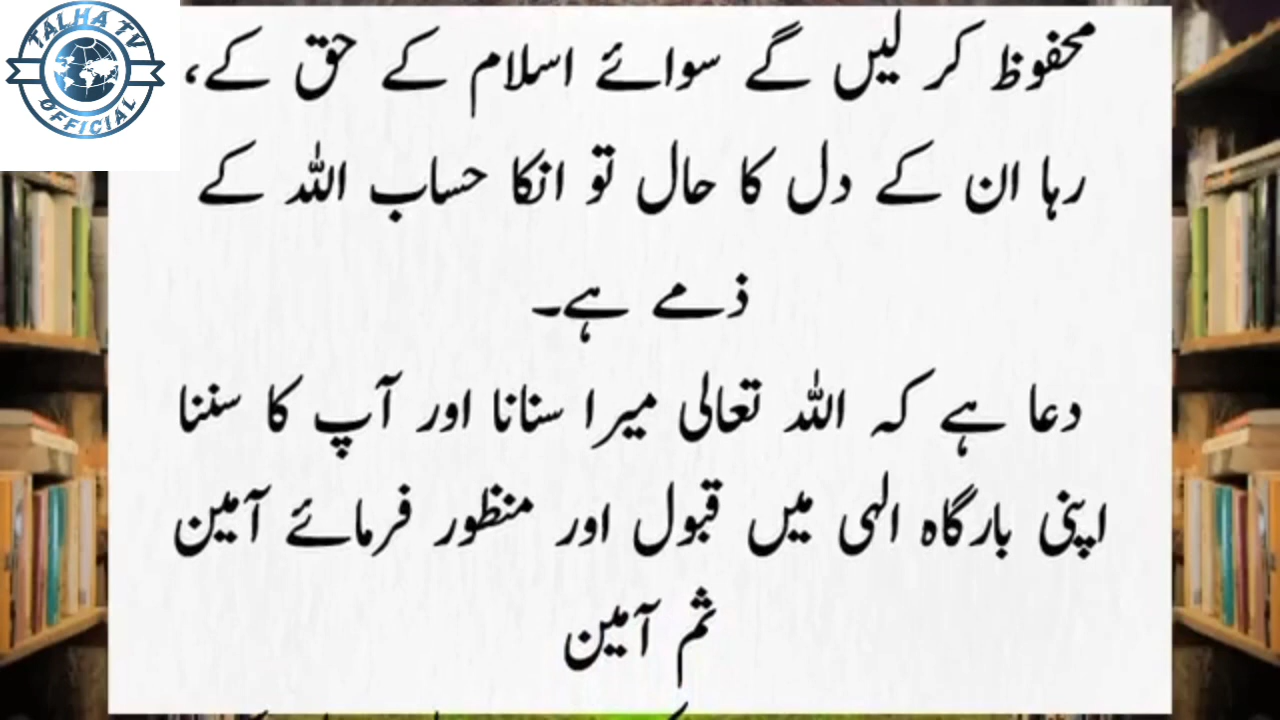 TALHA TV
OFFICIAL
محفوظ کر لیں گے سوائے اسلام کے حق کے،
رہا ان کے دل کا حال تو انکا حساب اللہ کے
ذمے ہے۔
دعا ہے کہ اللہ تعالی میرا سنانا اور آپ کا سننا
اپنی بارگاہ الہی میں قبول اور منظور فرمائے آمین
ثم آمین